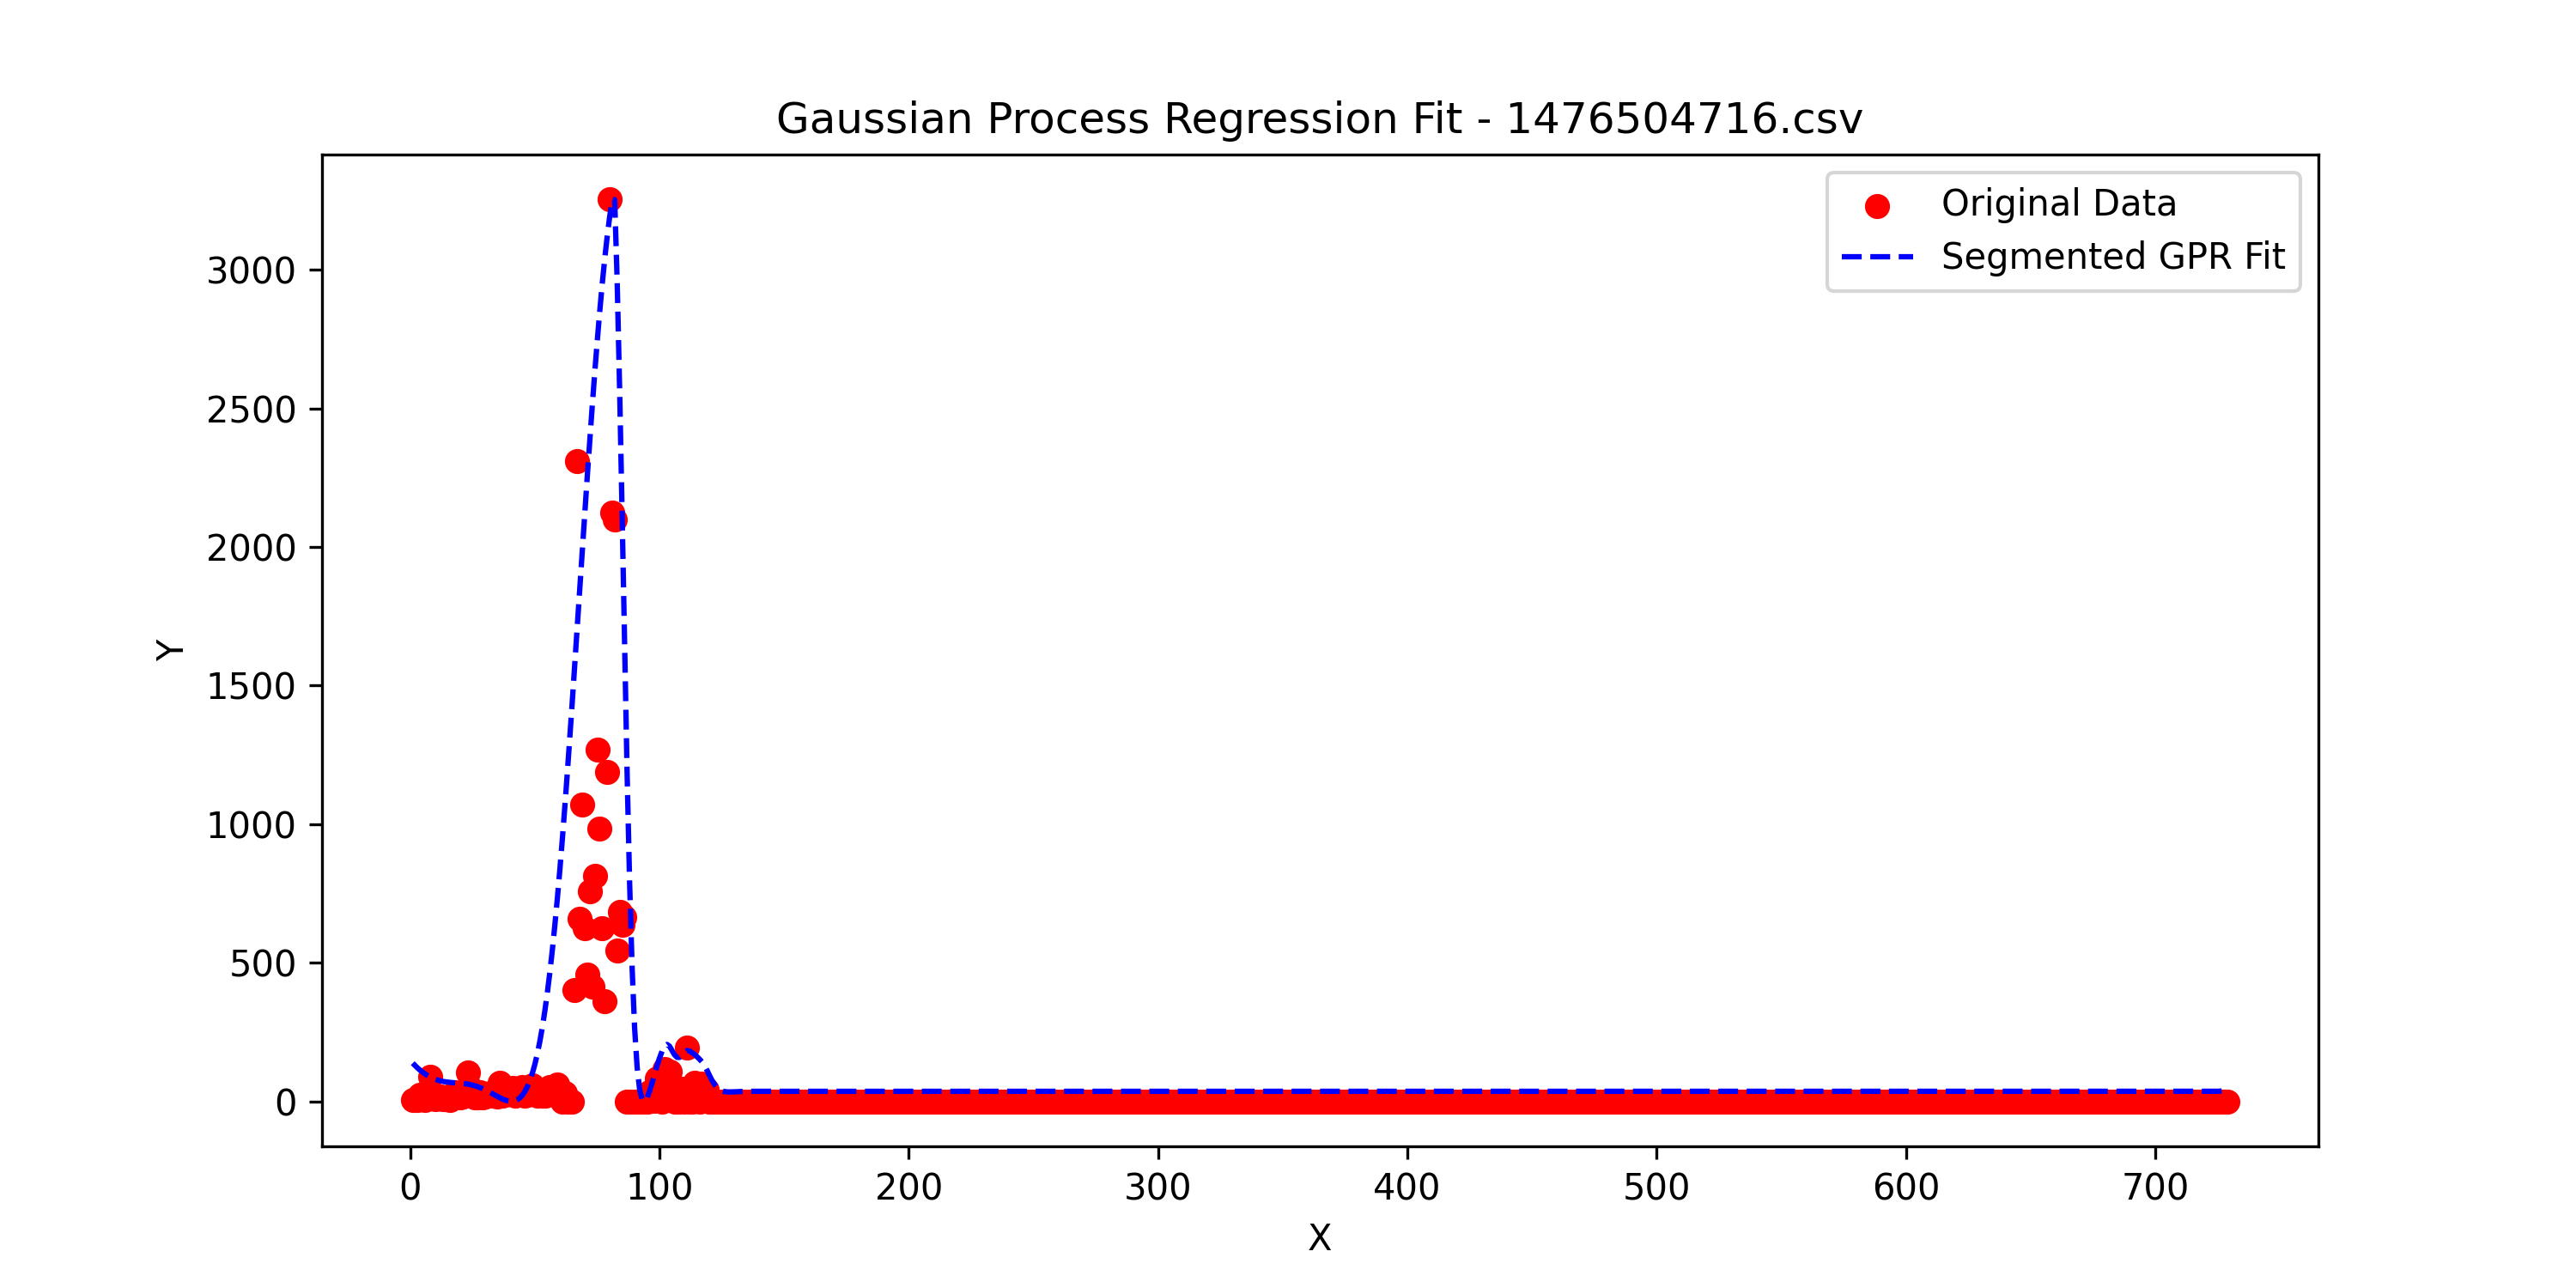 Gaussian Process Regression Fit - 1476504716.csv
Original Data
Segmented GPR Fit
3000
2500
2000
1500
1000
500
0
Y
0 100 200 300 400 500 600 700
X